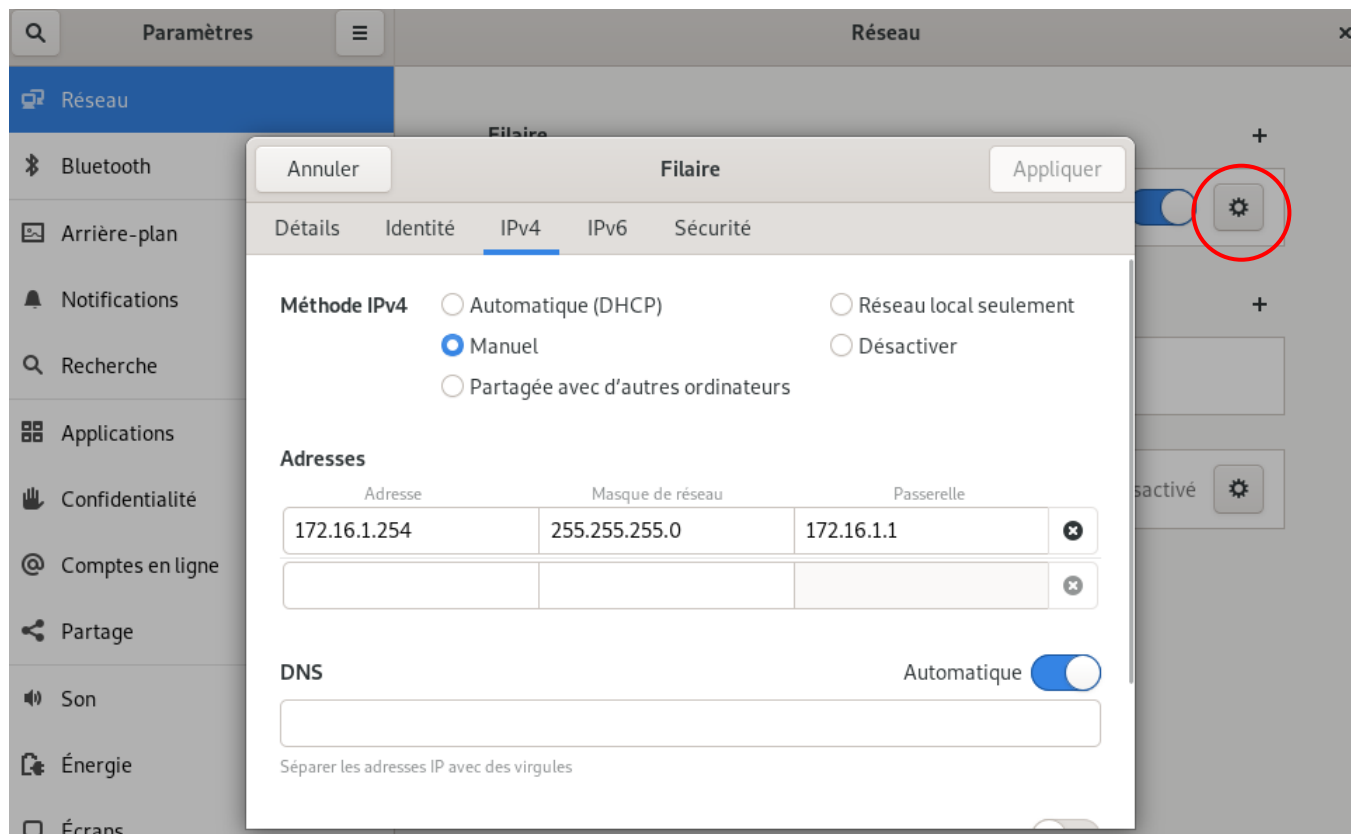 Paramètres
Réseau
Réseau
Filaire
Bluetooth
Annuler
Filaire
Appliquer
Arrière-plan
Détails
Identité
IPv4
IPv6
Sécurité
Notifications
Méthode IPv4
Automatique (DHCP)
Réseau local seulement
Manuel
Désactiver
Recherche
Partagée avec d'autres ordinateurs
Applications
Adresses
Confidentialité
Adresse
Masque de réseau
Passerelle
sactivé
172.16.1.254
255.255.255.0
172.16.1.1
Comptes en ligne
Partage
DNS
Automatique
Son
Énergie
Séparer les adresses IP avec des virgules
Écrans